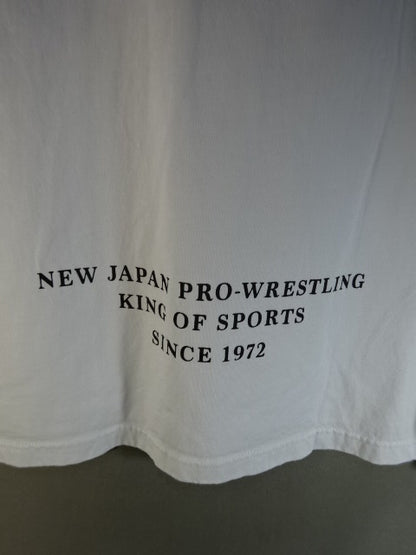 NEW JAPAN PRO-WRESTLING
KING OF SPORTS
SINCE 1972